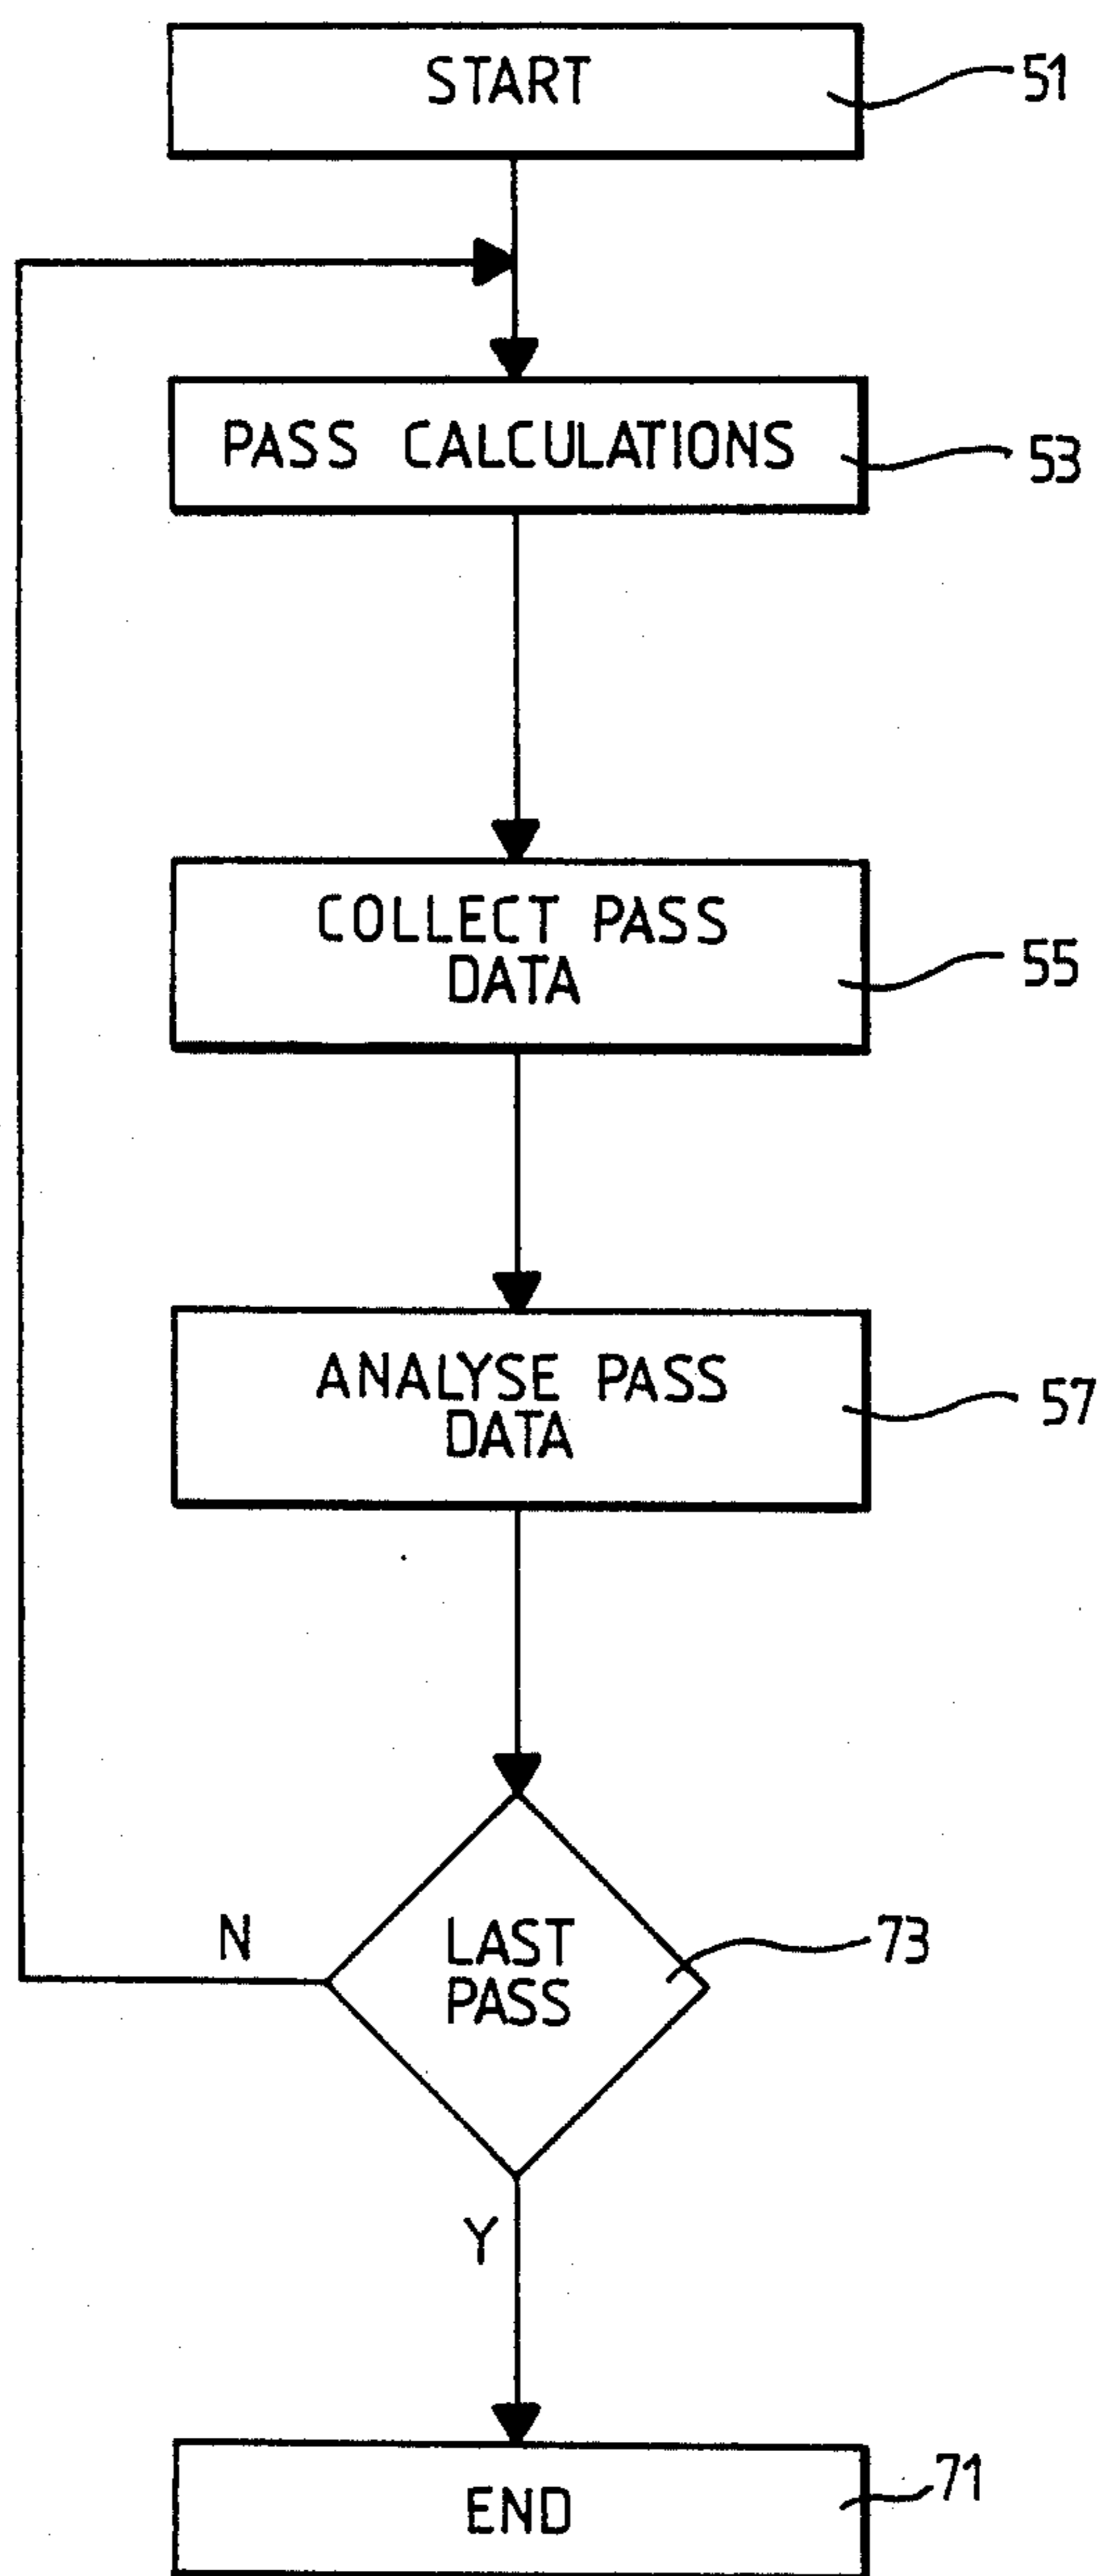 START
51
PASS CALCULATIONS
53
COLLECT PASS
DATA
55
ANALYSE PASS
DATA
57
N
LAST
PASS
73
Y
END
71